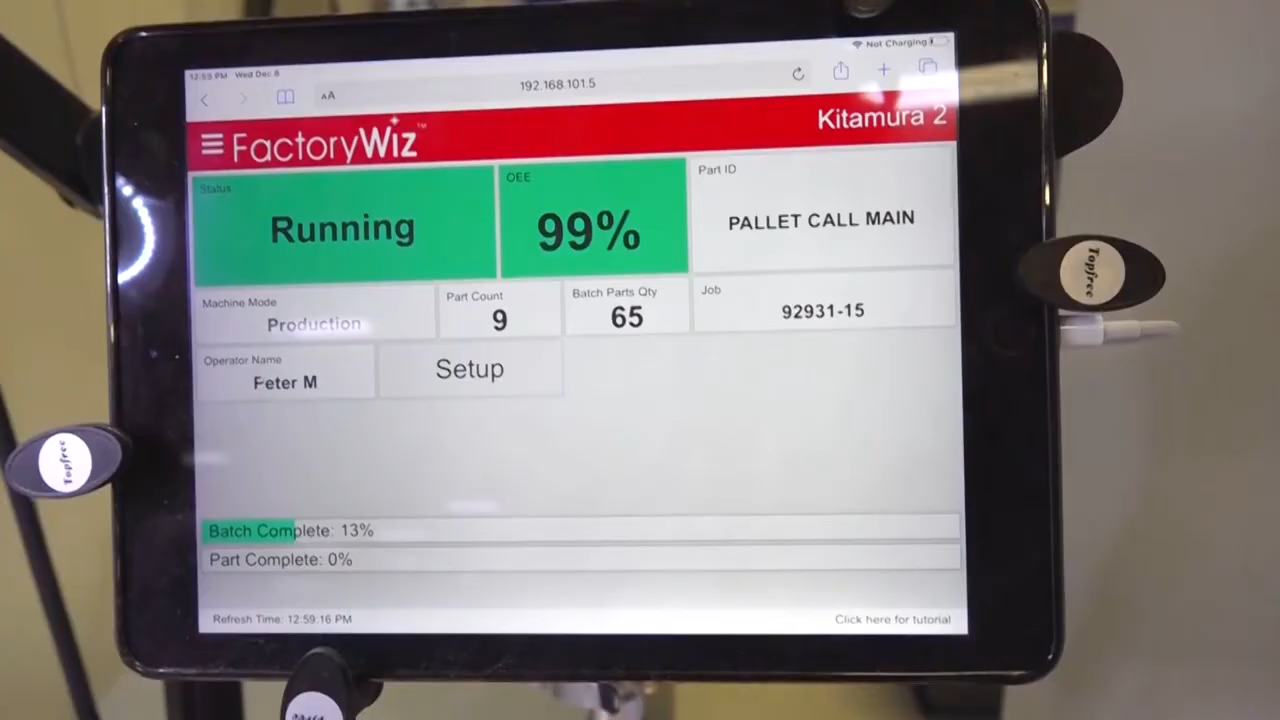 12:59 PM Wed Dec 8
Not Charging
AA
192.168.101.5
FactoryWiz™
Kitamura 2
Status
Running
OEE
99%
Part ID
PALLET CALL MAIN
Machine Mode
Production
Part Count
9
Batch Parts Qty
65
Job
92931-15
Operator Name
Peter M
Setup
Batch Complete: 13%
Part Complete: 0%
Refresh Time: 12:59:16 PM
Click here for tutorial
Topfree
Topfree